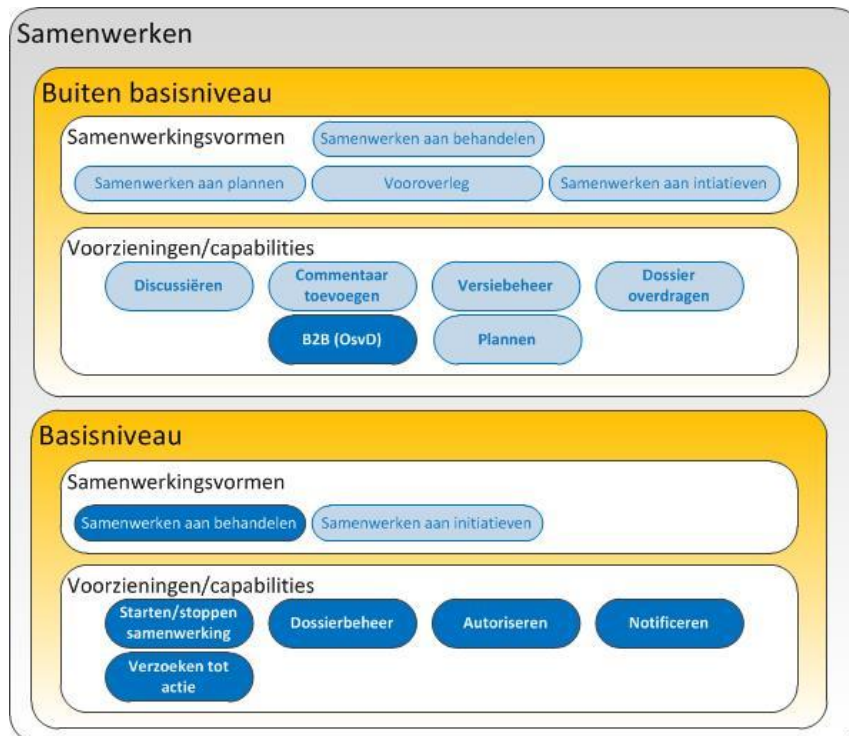 Samenwerken
Buiten basisniveau
Samenwerkingsvormen
Samenwerken aan behandelen
Samenwerken aan plannen
Vooroverleg
Samenwerken aan intiatieven
Voorzieningen/capabilities
Discussiëren
Commentaar
toevoegen
Versiebeheer
Dossier
overdragen
B2B (OsvD)
Plannen
Basisniveau
Samenwerkingsvormen
Samenwerken aan behandelen
Samenwerken aan initiatieven
Voorzieningen/capabilities
Starten/stoppen
samenwerking
Dossierbeheer
Autoriseren
Notificeren
Verzoeken tot
actie